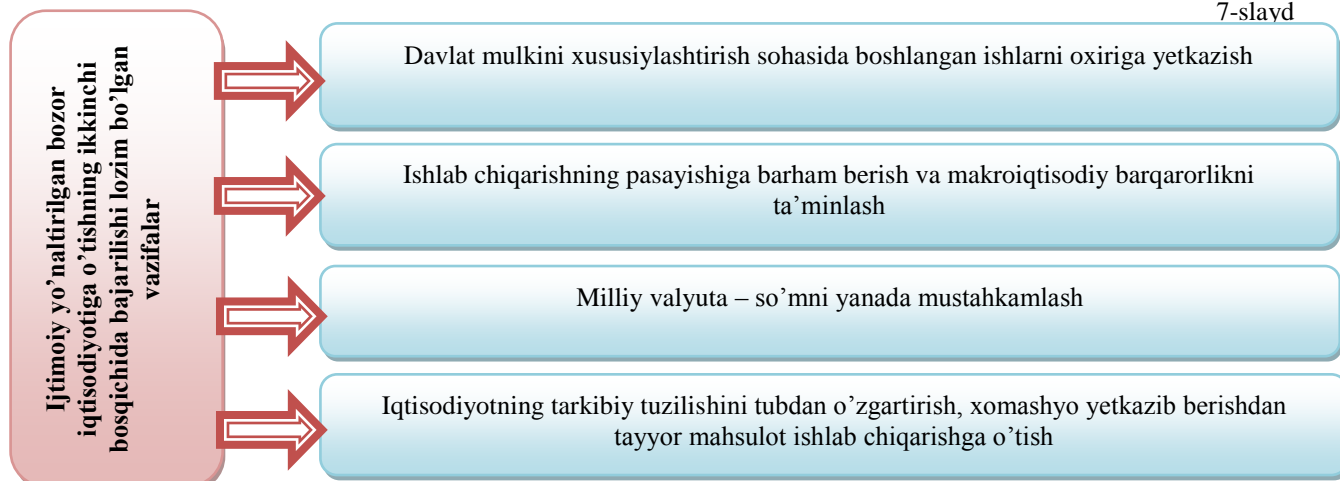 7-slayd
Ijtimoiy yo’naltirilgan bozor
iqtisodiyotiga o’tishning ikkinchi
bosqichida bajarilishi lozim bo’lgan
vazifalar
Davlat mulkini xususiylashtirish sohasida boshlangan ishlarni oxiriga yetkazish
Ishlab chiqarishning pasayishiga barham berish va makroiqtisodiy barqarorlikni
ta’minlash
Milliy valyuta – so’mni yanada mustahkamlash
Iqtisodiyotning tarkibiy tuzilishini tubdan o’zgartirish, xomashyo yetkazib berishdan
tayyor mahsulot ishlab chiqarishga o’tish